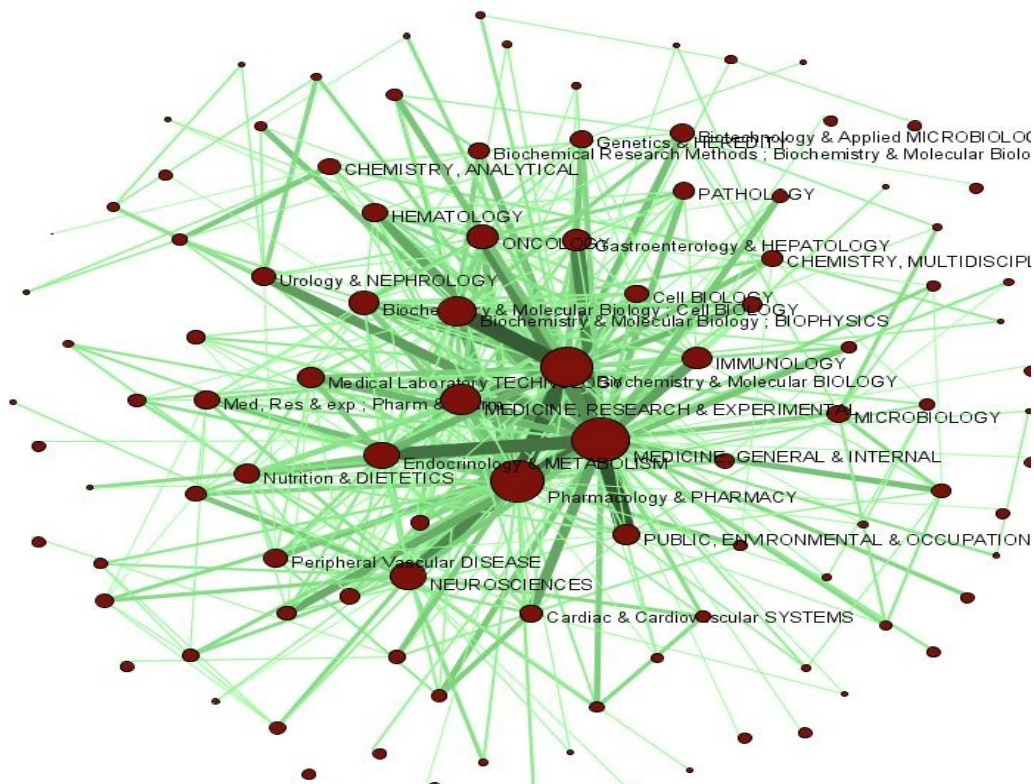 Genetics & HEREDITY
Biotechnology & Applied MICROBIOLOG
Biochemical Research Methods ; Biochemistry & Molecular Biolo
CHEMISTRY, ANALYTICAL
PATHOLOGY
HEMATOLOGY
ONCOLOGY
Gastroenterology & HEPATOLOGY
CHEMISTRY, MULTIDISCIPL
Urology & NEPHROLOGY
Cell BIOLOGY
Biochemistry & Molecular Biology ; Cell BIOLOGY
Biochemistry & Molecular Biology ; BIOPHYSICS
IMMUNOLOGY
Medical Laboratory TECHNOLOGY
Biochemistry & Molecular BIOLOGY
Med, Res & exp ; Pharm &
MEDICINE, RESEARCH & EXPERIMENTAL
MICROBIOLOGY
MEDICINE, GENERAL & INTERNAL
Endocrinology & METABOLISM
Nutrition & DIETETICS
Pharmacology & PHARMACY
PUBLIC, ENVIRONMENTAL & OCCUPATION
Peripheral Vascular DISEASE
NEUROSCIENCES
Cardiac & Cardiovascular SYSTEMS